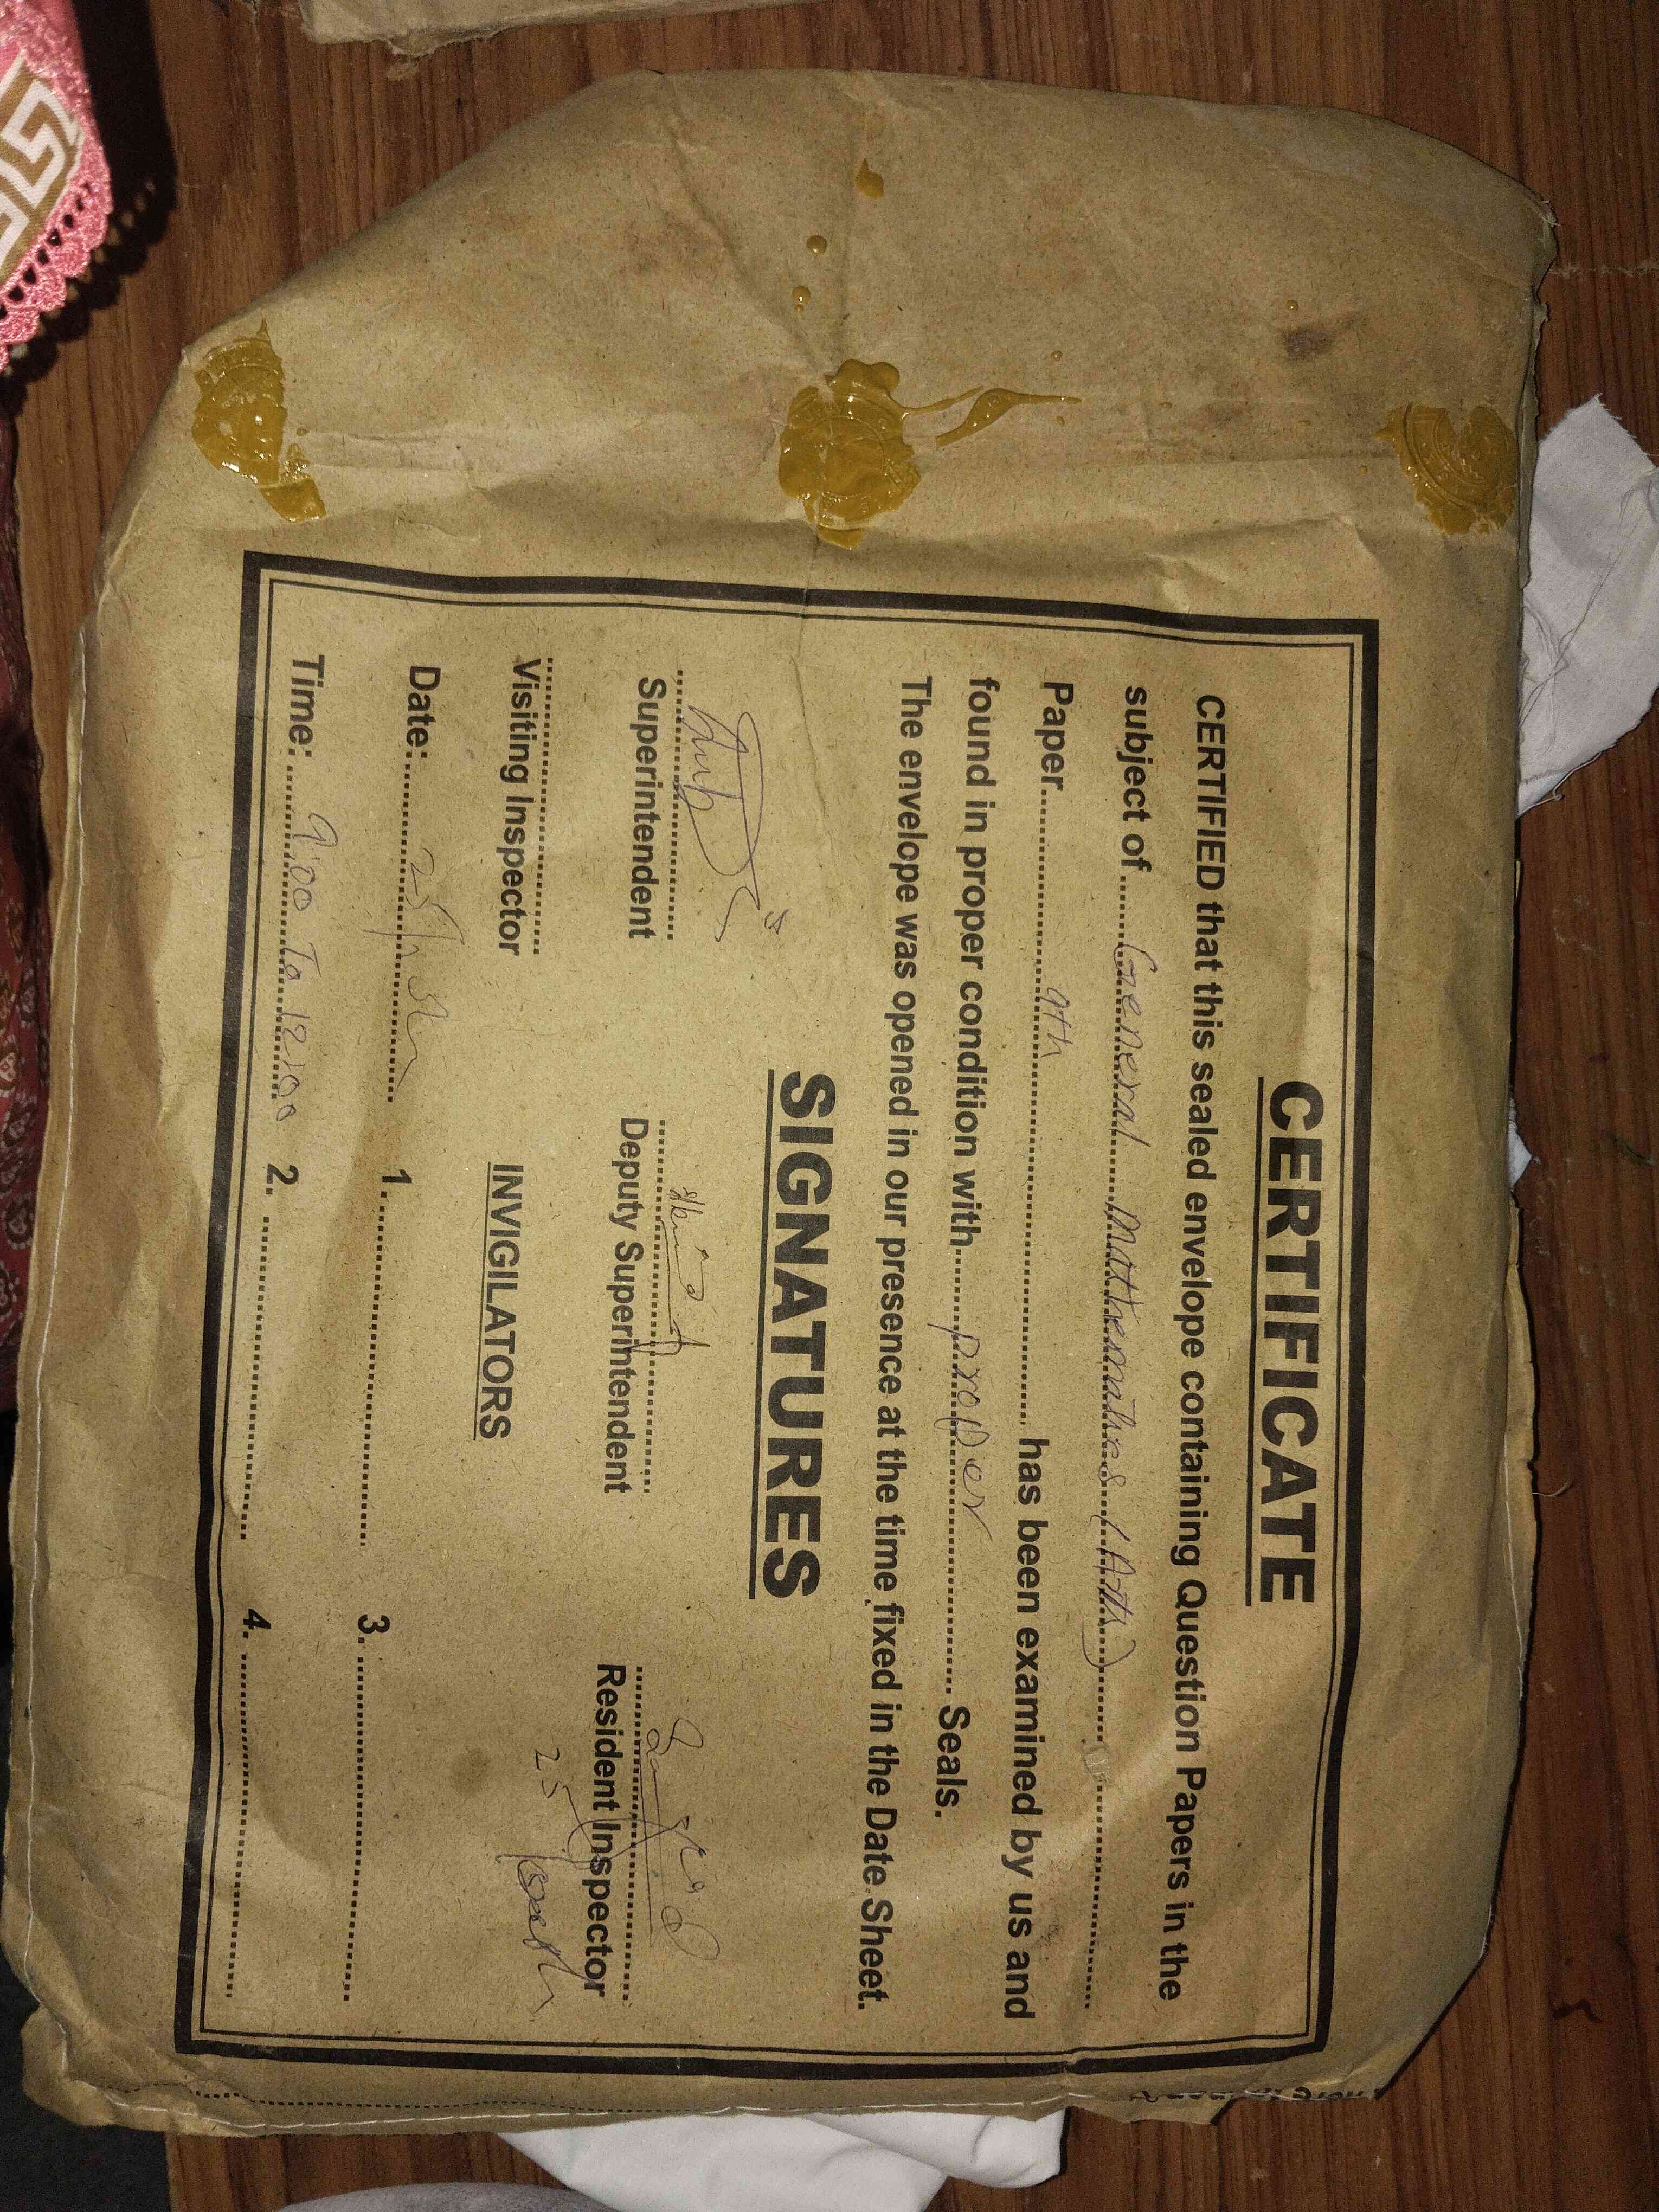 CERTIFICATE
CERTIFIED that this sealed envelope containing Question Papers in the
subject of General Mathematics (Arts)
Paper 9th has been examined by us and
found in proper condition with proper Seals.
The envelope was opened in our presence at the time fixed in the Date Sheet.
SIGNATURES
Superintendent Deputy Superintendent Resident Inspector
Visiting Inspector INVIGILATORS
Date: 1. 3.
Time: 9:00 To 12:00 2. 4.